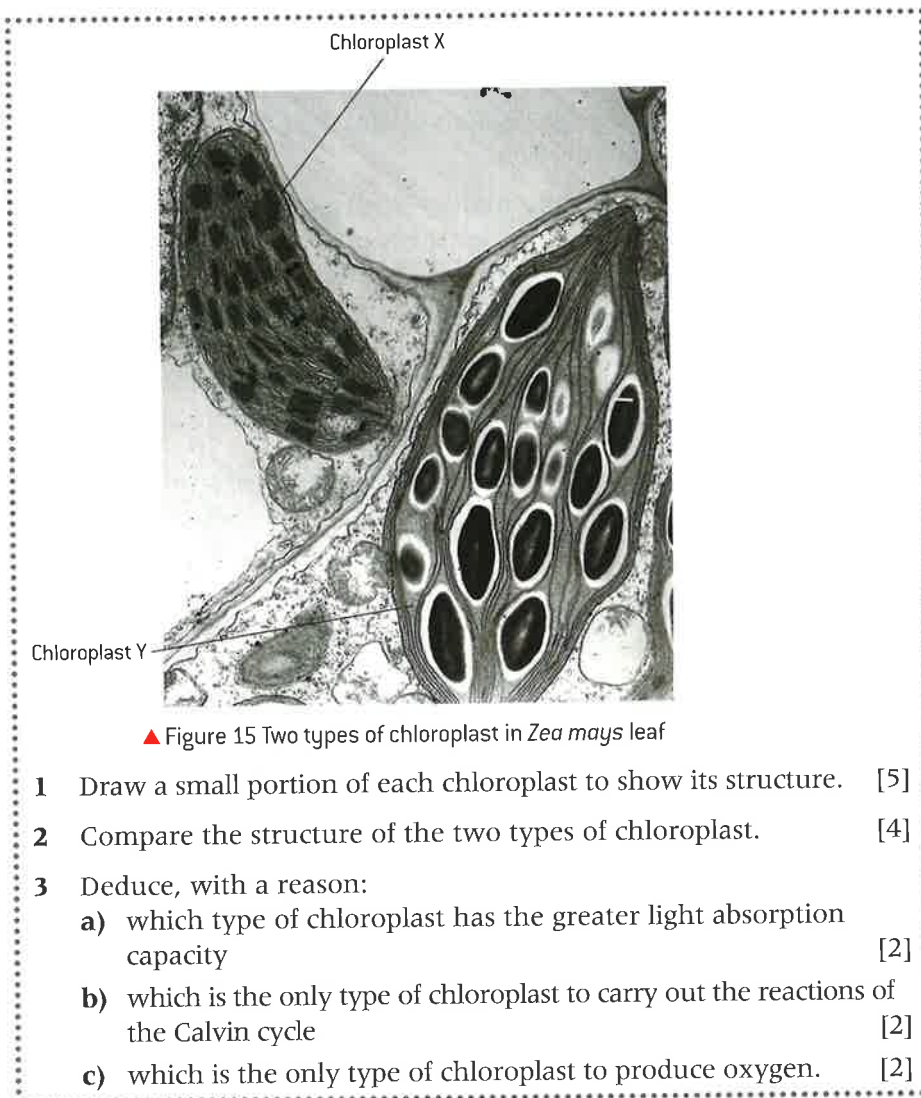 Chloroplast X
Chloroplast Y
▲ Figure 15 Two types of chloroplast in Zea mays leaf
1 Draw a small portion of each chloroplast to show its structure. [5]
2 Compare the structure of the two types of chloroplast. [4]
3 Deduce, with a reason:
a) which type of chloroplast has the greater light absorption
capacity [2]
b) which is the only type of chloroplast to carry out the reactions of
the Calvin cycle [2]
c) which is the only type of chloroplast to produce oxygen. [2]